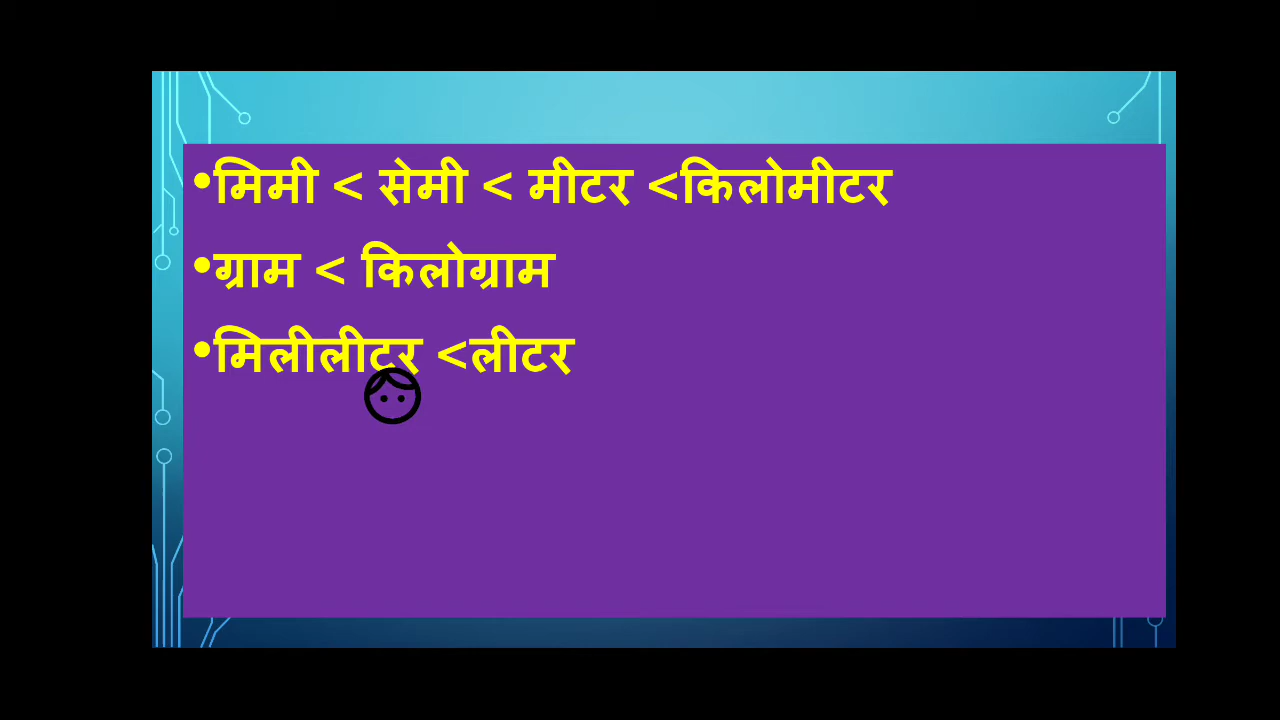 •मिमी < सेमी < मीटर <किलोमीटर
•ग्राम < किलोग्राम
•मिलीलीटर <लीटर